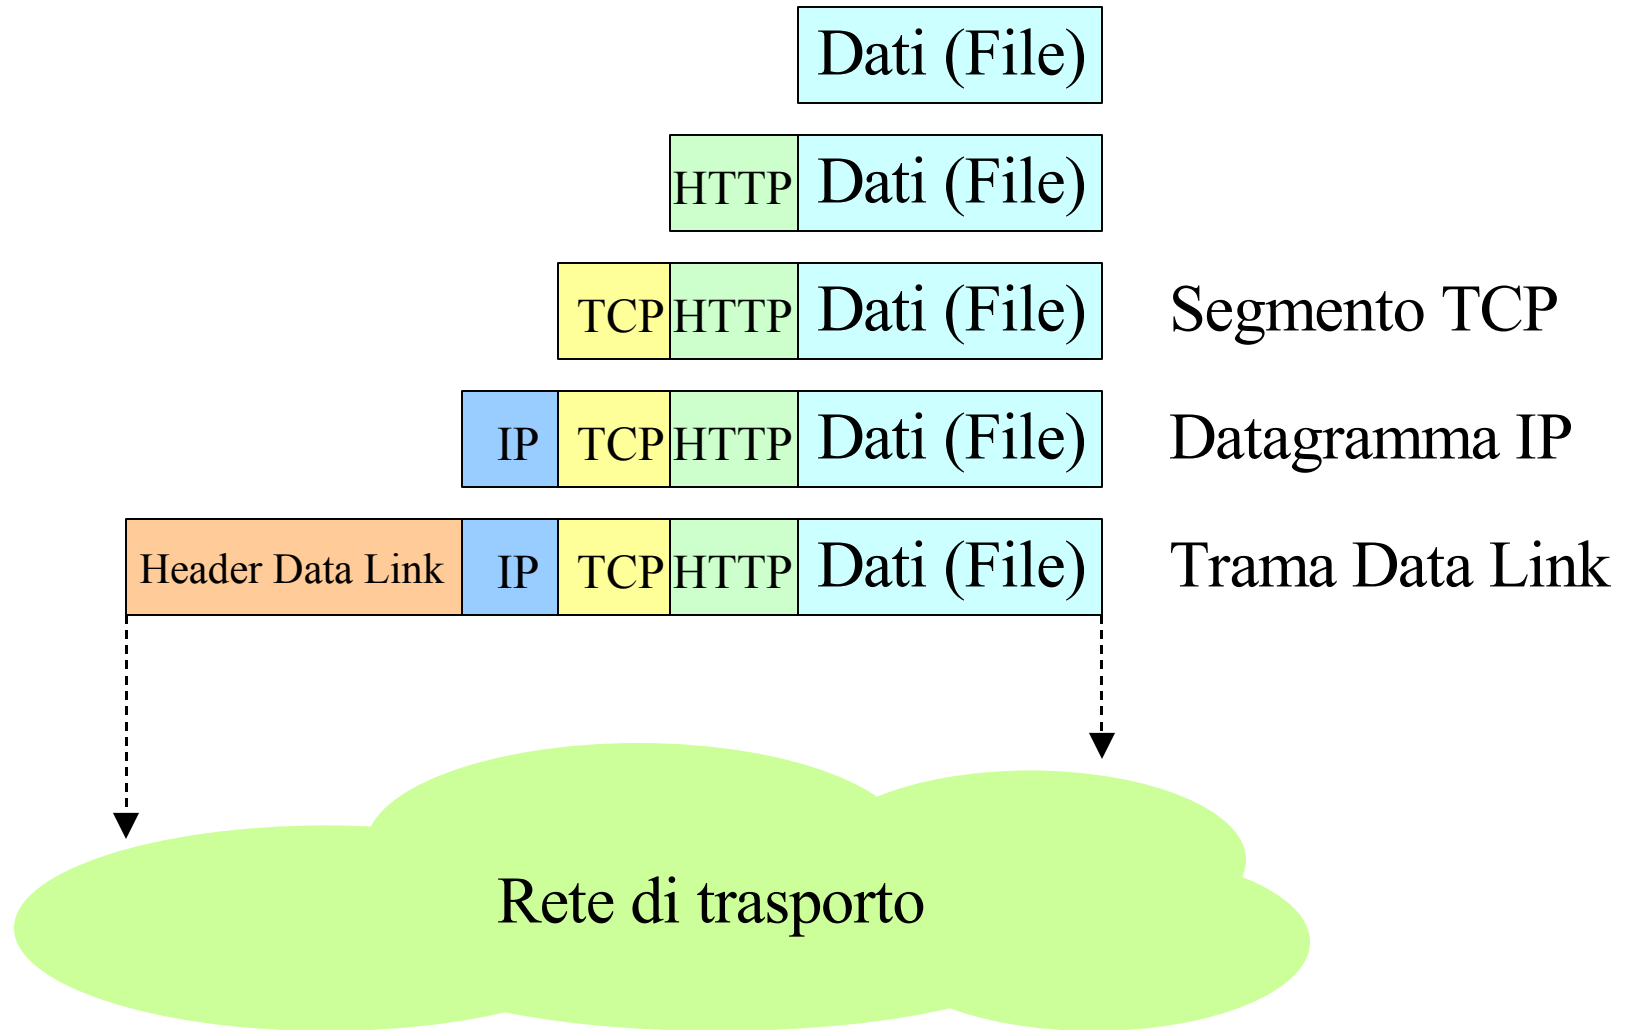 Dati (File)
HTTP Dati (File)
TCP HTTP Dati (File) Segmento TCP
IP TCP HTTP Dati (File) Datagramma IP
Header Data Link IP TCP HTTP Dati (File) Trama Data Link
Rete di trasporto